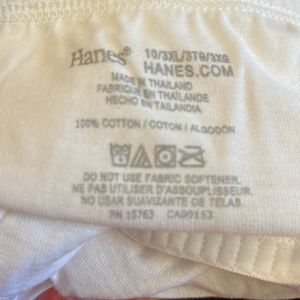 Hanes® 10/3XL/3TG/3XG
HANES.COM
MADE IN THAILAND
FABRIQUÉ EN THAÏLANDE
HECHO EN TAILANDIA
100% COTTON / COTON / ALGODÓN
DO NOT USE FABRIC SOFTENER.
NE PAS UTILISER D'ASSOUPLISSEUR.
NO USAR SUAVIZANTE DE TELAS.
RN 15763 CA00153